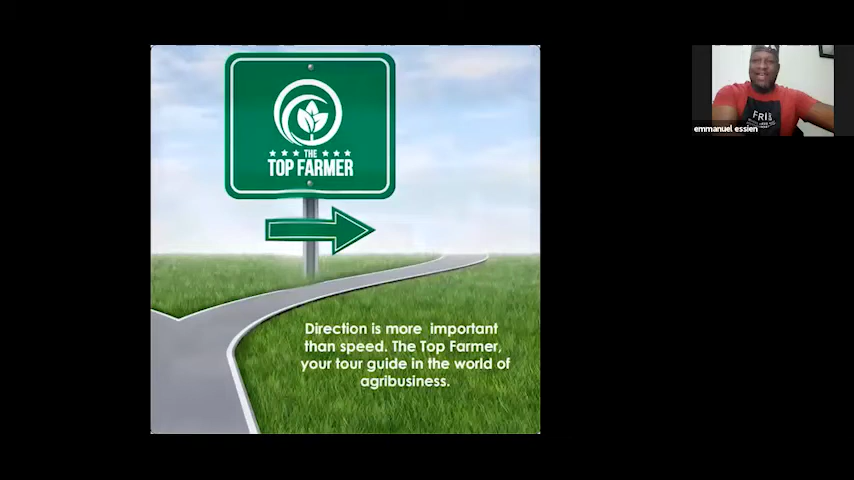 THE
TOP FARMER
Direction is more important
than speed. The Top Farmer,
your tour guide in the world of
agribusiness.
emmanuel essien